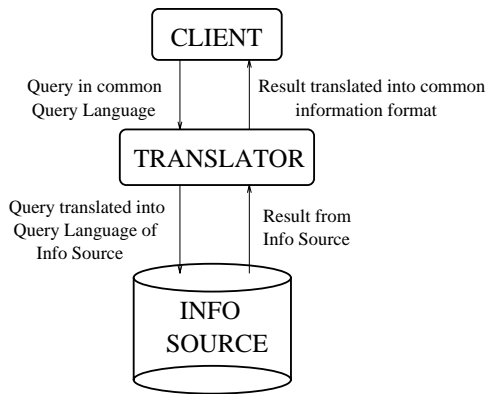 CLIENT
Query in common
Query Language
Result translated into common
information format
TRANSLATOR
Query translated into
Query Language of
Info Source
Result from
Info Source
INFO
SOURCE